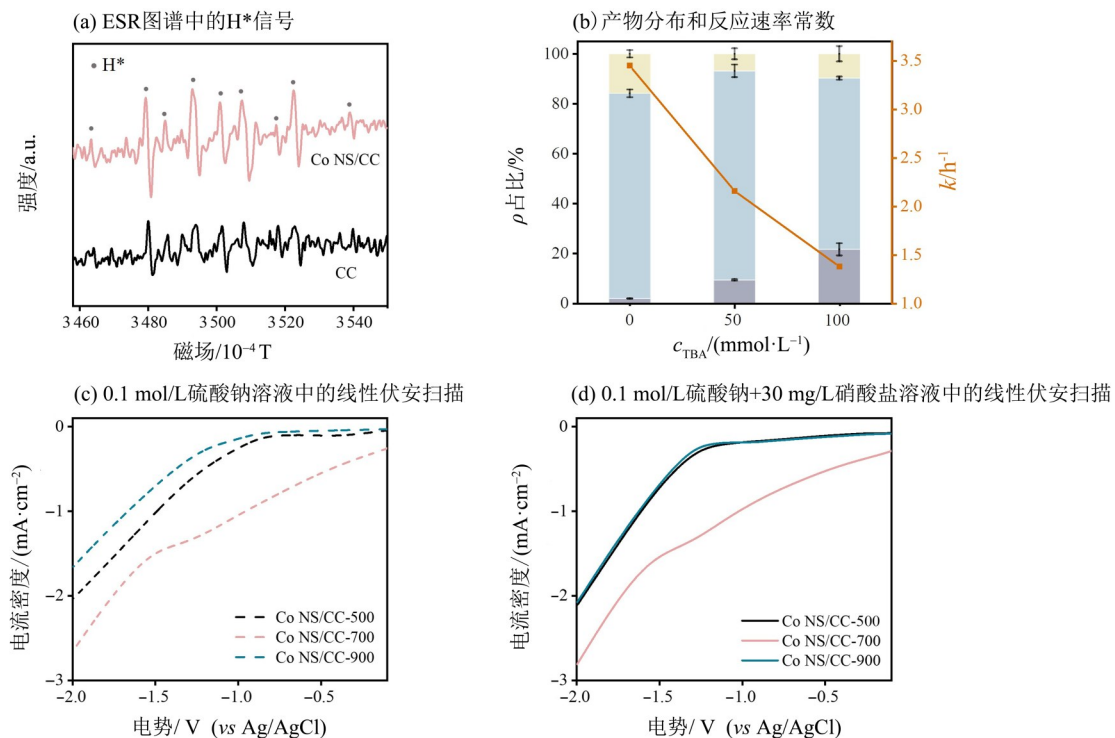 (a) ESR图谱中的H*信号
H*
Co NS/CC
CC
强度/a.u.
3 460 3 480 3 500 3 520 3 540
磁场/10⁻⁴ T
(b) 产物分布和反应速率常数
100
80
60
40
20
0
ρ占比/%
3.5
3.0
2.5
2.0
1.5
1.0
k/h⁻¹
0 50 100
c_TBA/(mmol·L⁻¹)
(c) 0.1 mol/L硫酸钠溶液中的线性伏安扫描
0
−1
−2
−3
电流密度/(mA·cm⁻²)
Co NS/CC-500
Co NS/CC-700
Co NS/CC-900
−2.0 −1.5 −1.0 −0.5
电势/ V (vs Ag/AgCl)
(d) 0.1 mol/L硫酸钠+30 mg/L硝酸盐溶液中的线性伏安扫描
0
−1
−2
−3
电流密度/(mA·cm⁻²)
Co NS/CC-500
Co NS/CC-700
Co NS/CC-900
−2.0 −1.5 −1.0 −0.5
电势/ V (vs Ag/AgCl)